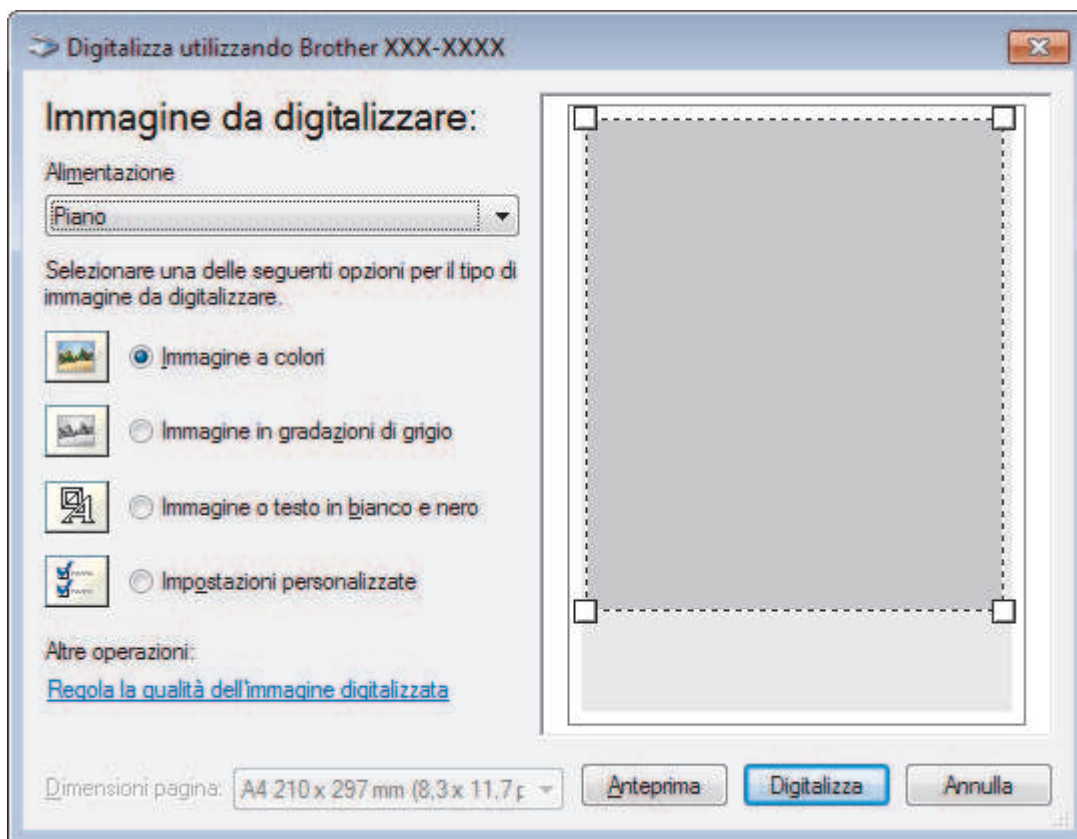 Digitalizza utilizzando Brother XXX-XXXX
Immagine da digitalizzare:
Alimentazione
Piano
Selezionare una delle seguenti opzioni per il tipo di
immagine da digitalizzare.
Immagine a colori
Immagine in gradazioni di grigio
Immagine o testo in bianco e nero
Impostazioni personalizzate
Altre operazioni:
Regola la qualità dell'immagine digitalizzata
Dimensioni pagina: A4 210 x 297 mm (8,3 x 11,7 p Anteprima Digitalizza Annulla